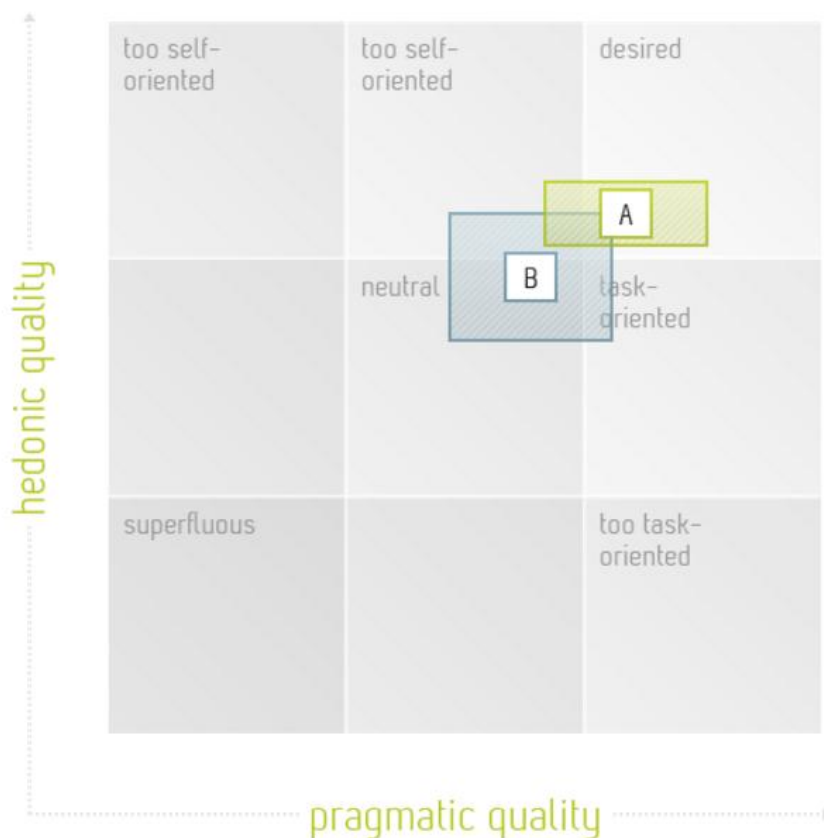 too self-
oriented
too self-
oriented
desired
A
B
neutral
task-
oriented
hedonic quality
superfluous
too task-
oriented
pragmatic quality